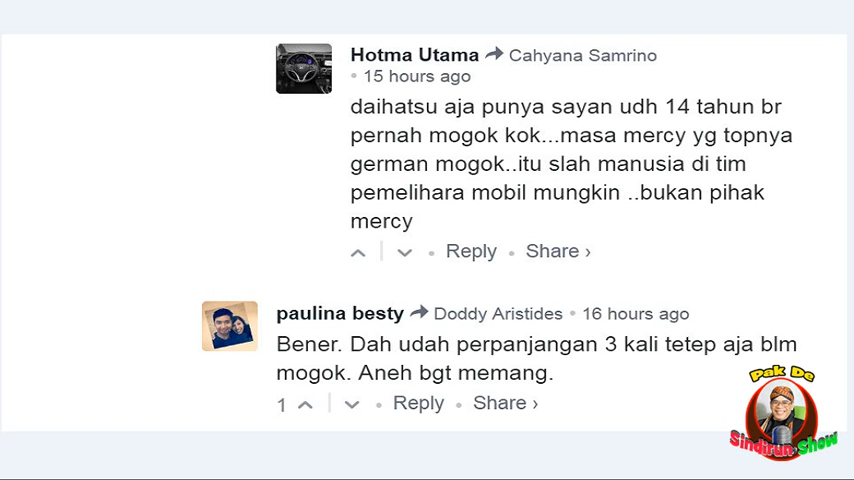 Hotma Utama Cahyana Samrino
• 15 hours ago
daihatsu aja punya sayan udh 14 tahun br
pernah mogok kok...masa mercy yg topnya
german mogok..itu slah manusia di tim
pemelihara mobil mungkin ..bukan pihak
mercy
• Reply • Share ›
paulina besty Doddy Aristides • 16 hours ago
Bener. Dah udah perpanjangan 3 kali tetep aja blm
mogok. Aneh bgt memang.
1 • Reply • Share ›
Pak De
Sindiran Show